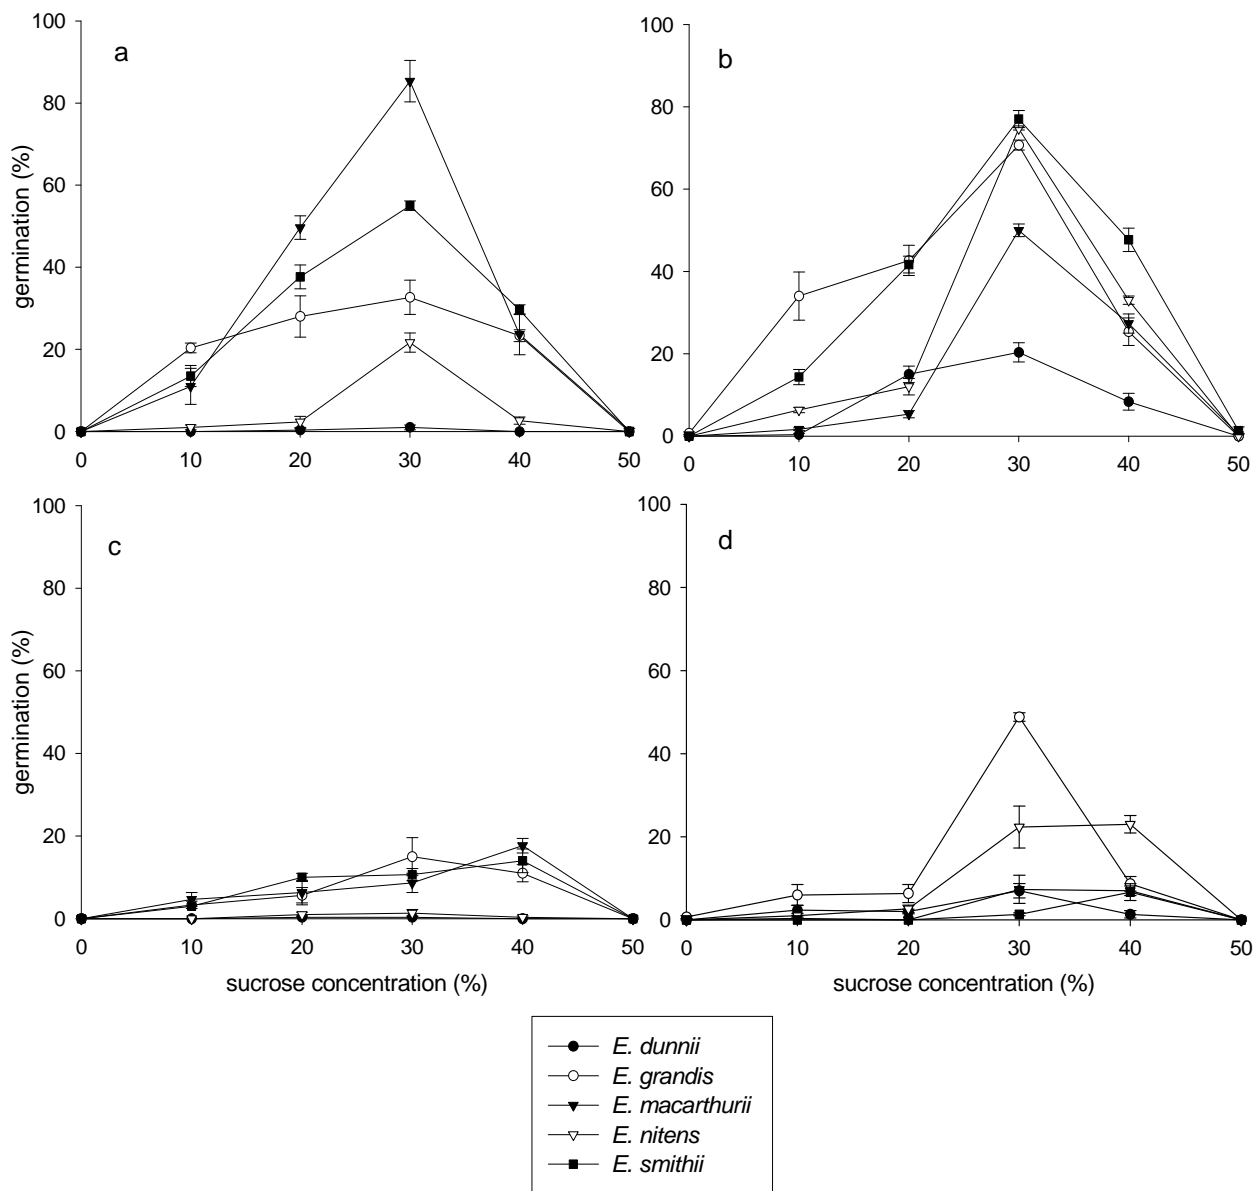 a
100
80
60
40
20
0
germination (%)
0 10 20 30 40 50
b
100
80
60
40
20
0
0 10 20 30 40 50
c
100
80
60
40
20
0
germination (%)
0 10 20 30 40 50
sucrose concentration (%)
d
100
80
60
40
20
0
0 10 20 30 40 50
sucrose concentration (%)
E. dunnii
E. grandis
E. macarthurii
E. nitens
E. smithii